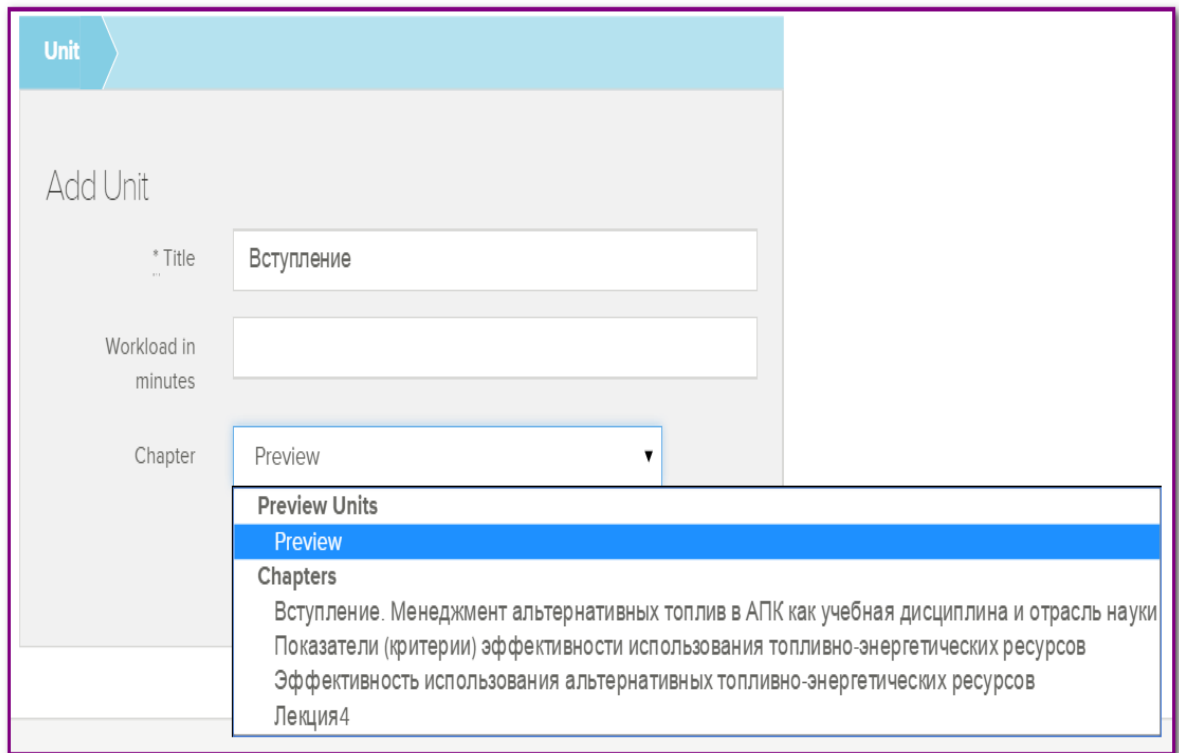 Unit
Add Unit
* Title
Вступление
Workload in
minutes
Chapter
Preview
Preview Units
Preview
Chapters
Вступление. Менеджмент альтернативных топлив в АПК как учебная дисциплина и отрасль науки
Показатели (критерии) эффективности использования топливно-энергетических ресурсов
Эффективность использования альтернативных топливно-энергетических ресурсов
Лекция4